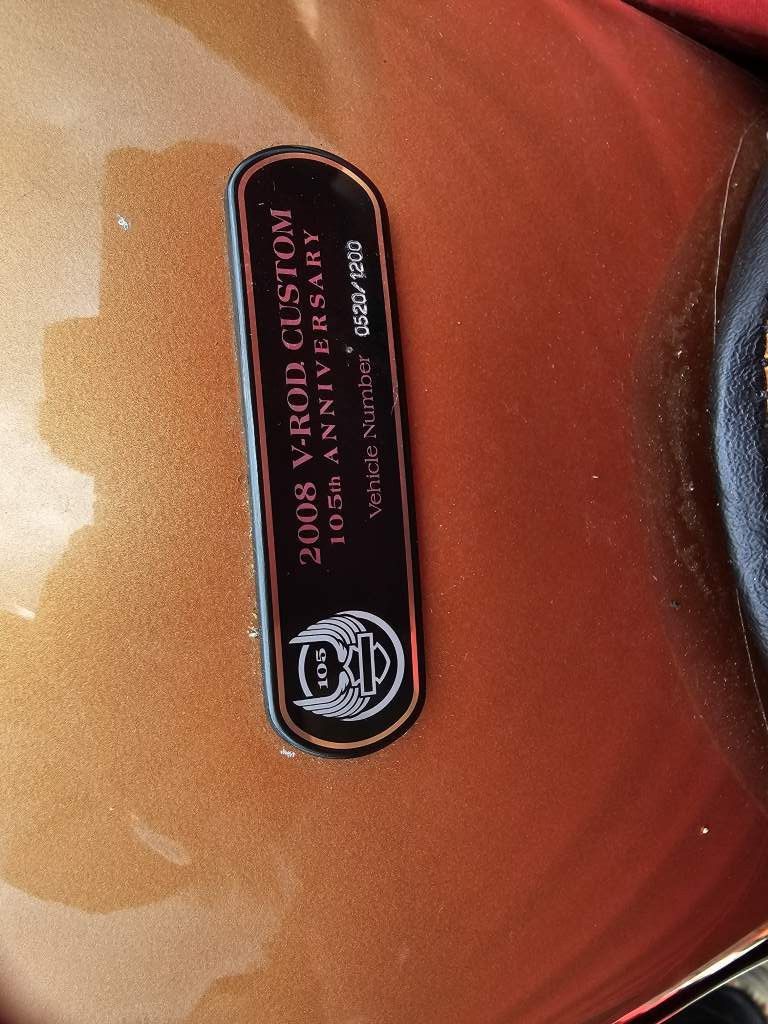 105
2008 V-ROD CUSTOM
105th ANNIVERSARY
Vehicle Number 0520/1200